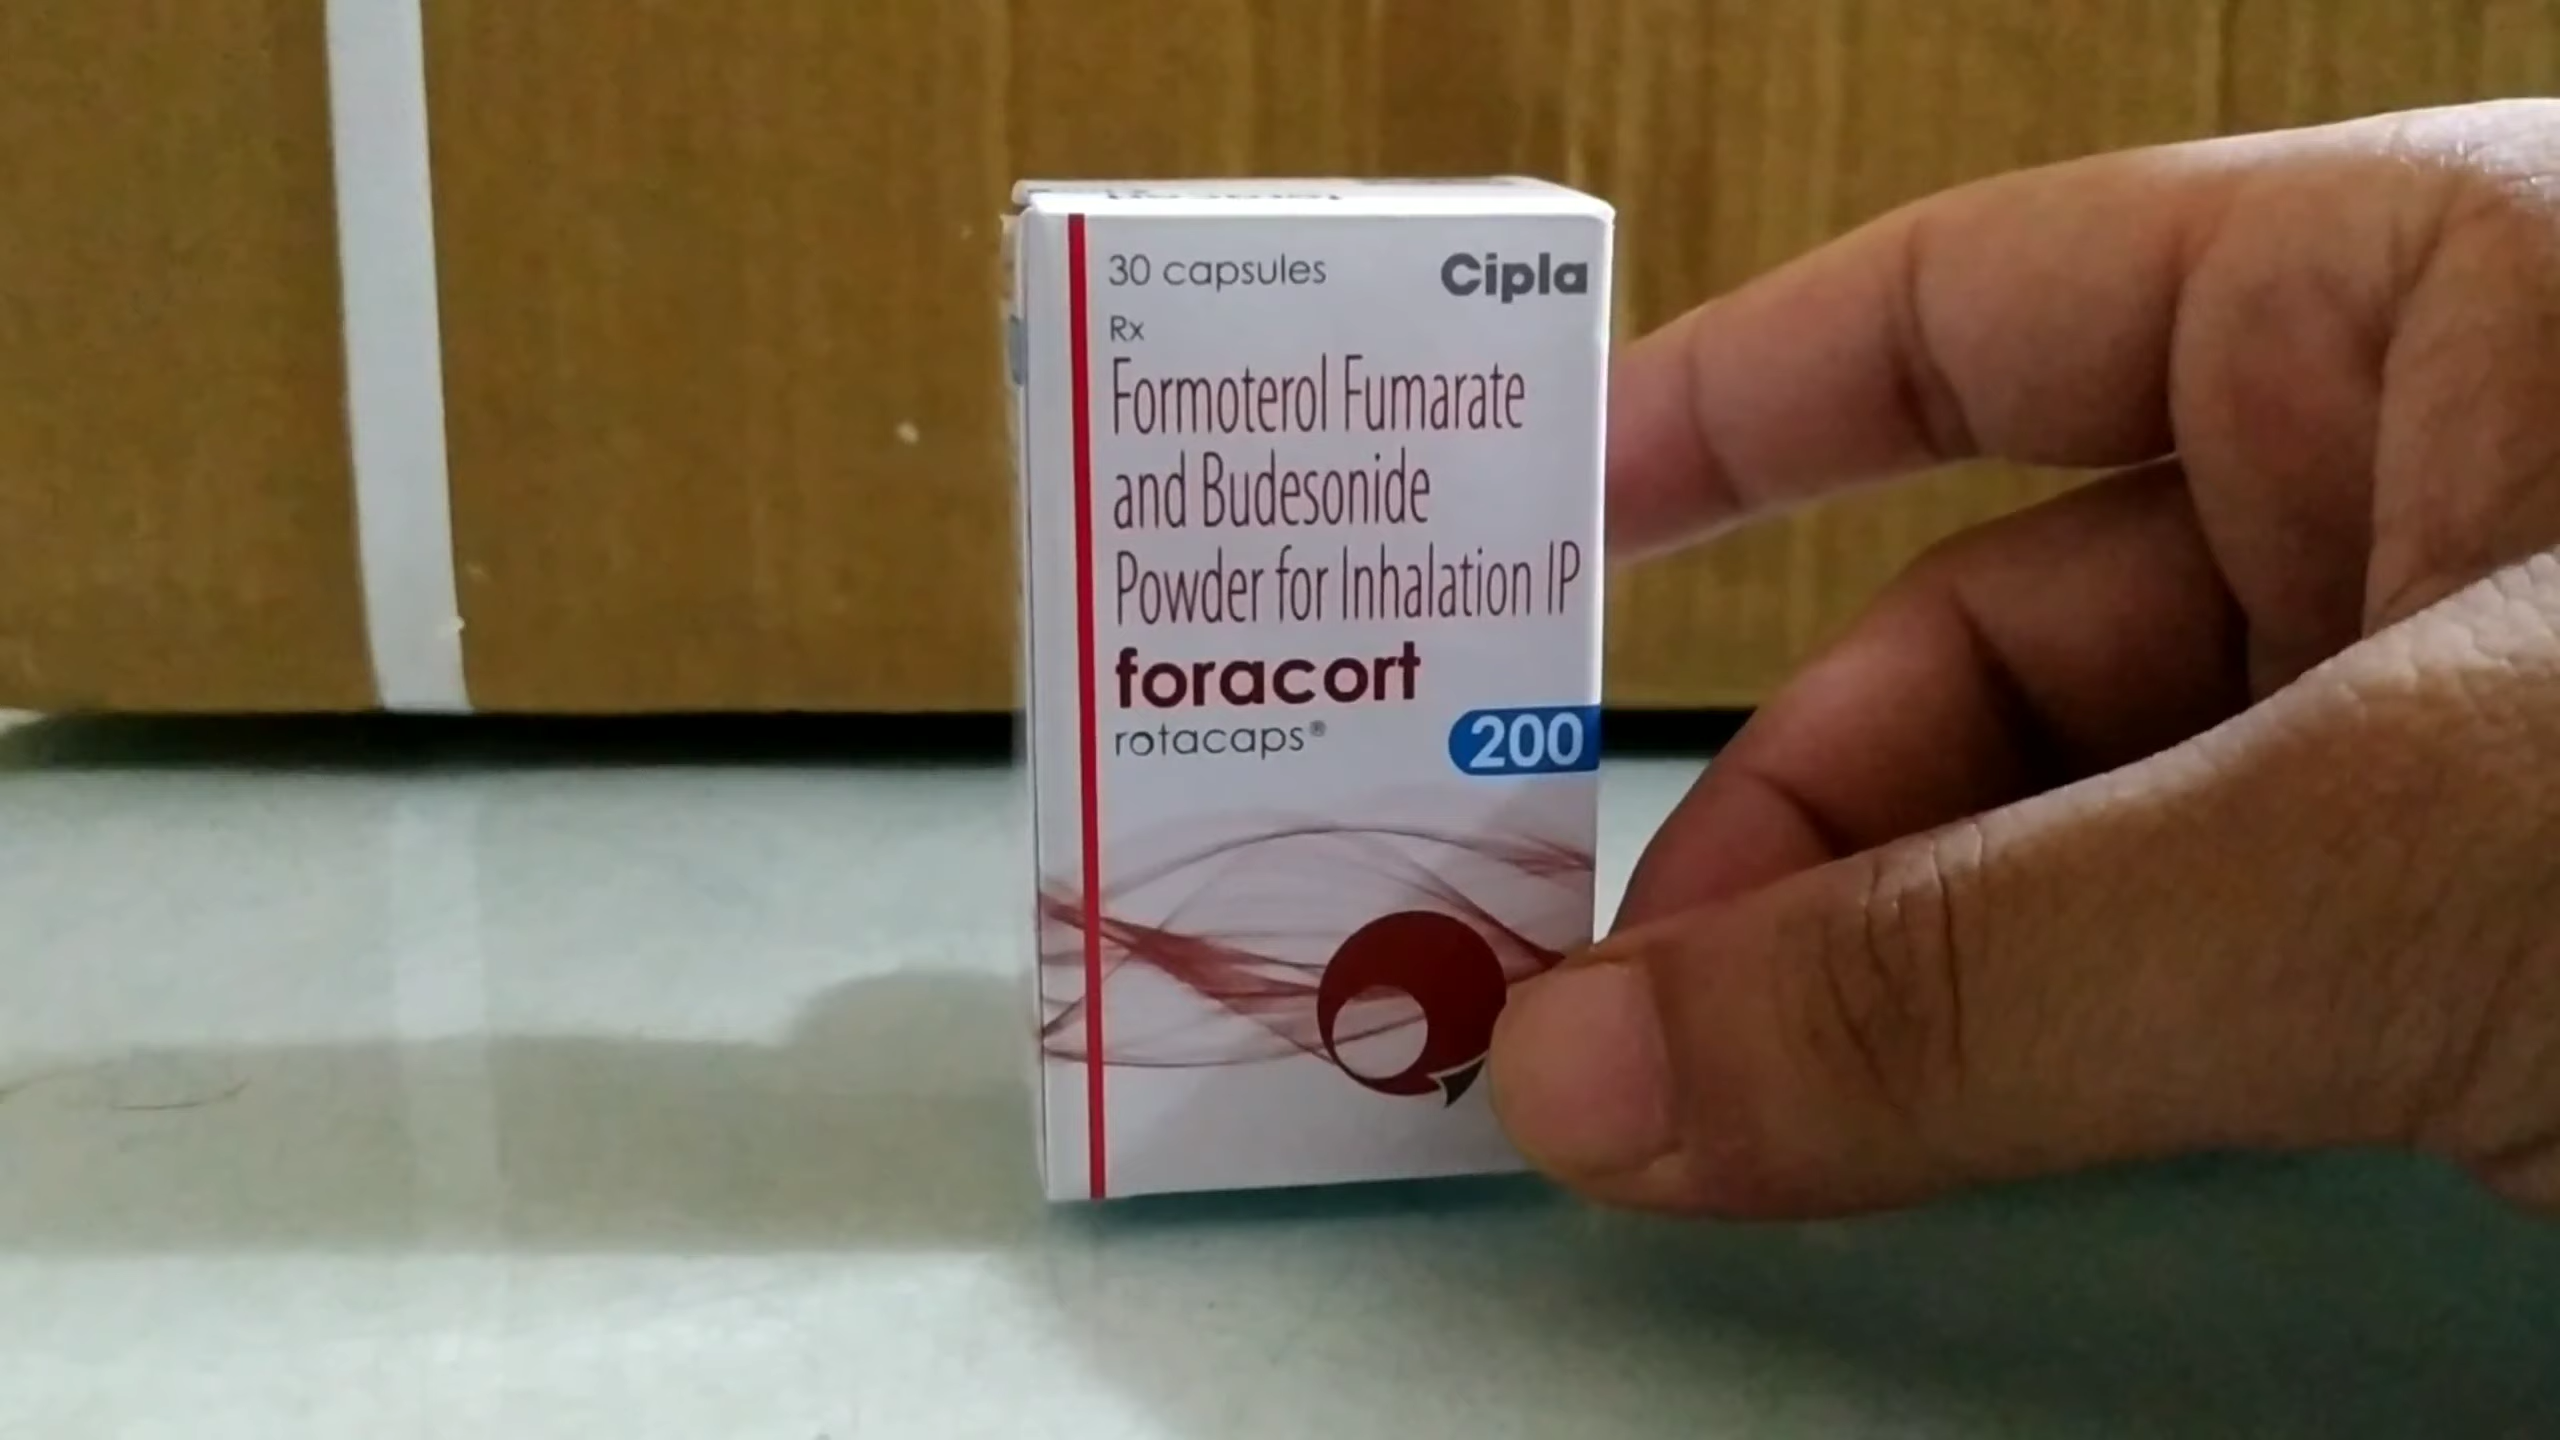 30 capsules
Cipla
Rx
Formoterol Fumarate
and Budesonide
Powder for Inhalation IP
foracort
rotacaps®
200